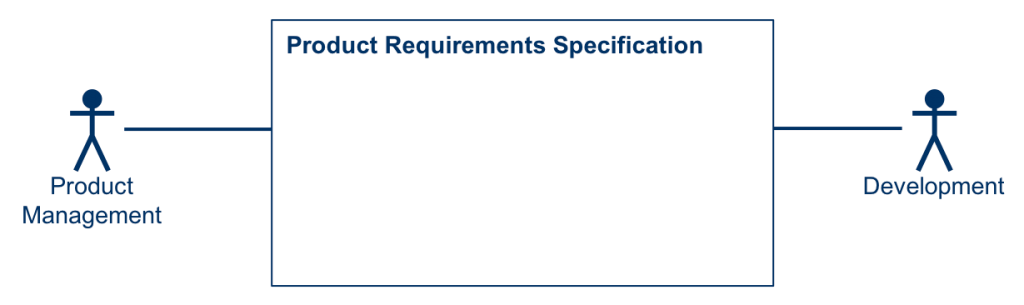 Product Requirements Specification
Product
Management
Development